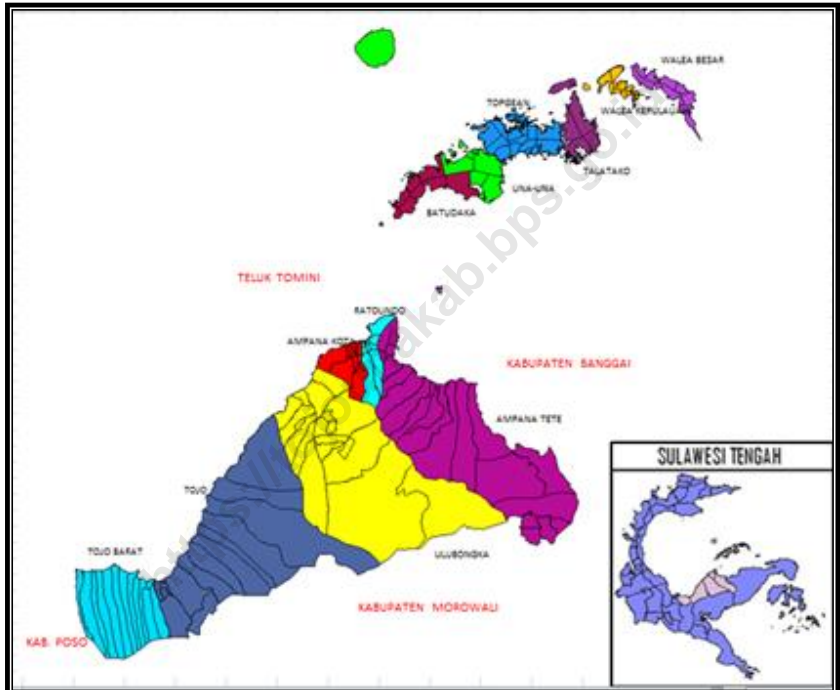 WALEA BESAR
TOPGEAN
WALEA KEPULAUAN
TALATAKO
UNA-UNA
BATUDAKA
TELUK TOMINI
RATOLINDO
AMPANA KOTA
KABUPATEN BANGGAI
AMPANA TETE
SULAWESI TENGAH
TOJO
TOJO BARAT
ULUBONGKA
KABUPATEN MOROWALI
KAB. POSO